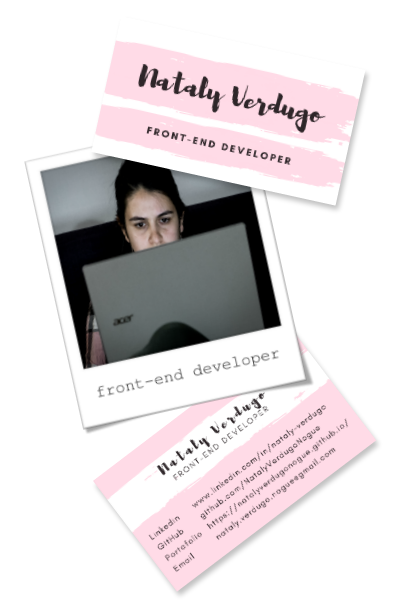 Nataly Verdugo
FRONT-END DEVELOPER
acer
front-end developer
Nataly Verdugo
FRONT-END DEVELOPER
Linkedin www.linkedin.com/in/nataly-verdugo
GitHub github.com/NatalyVerdugoNogue
Portafolio https://natalyverdugonogue.github.io/
Email nataly.verdugo.nogue@gmail.com